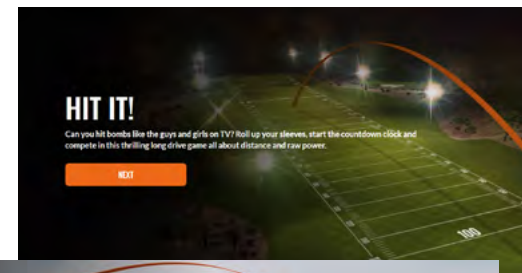 HIT IT!
Can you hit bombs like the guys and girls on TV? Roll up your sleeves, start the countdown clock and
compete in this thrilling long drive game all about distance and raw power.
NEXT
100